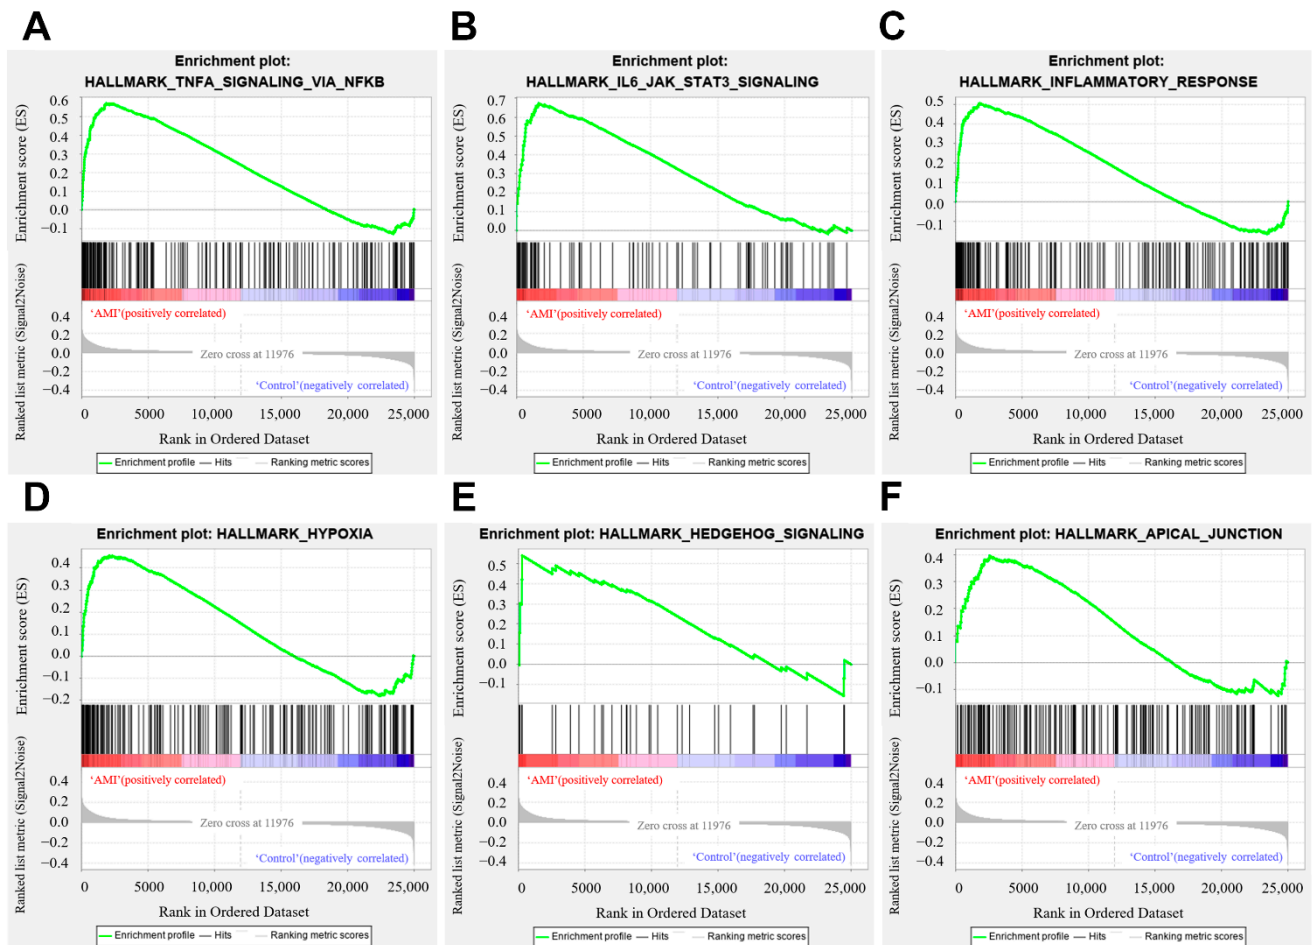 A
Enrichment plot:
HALLMARK_TNFA_SIGNALING_VIA_NFKB
Enrichment score (ES)
0.6
0.5
0.4
0.3
0.2
0.1
0.0
−0.1
Ranked list metric (Signal2Noise)
‘AMI’(positively correlated)
0.4
0.2
0.0
−0.2
−0.4
Zero cross at 11976
‘Control’(negatively correlated)
0 5000 10,000 15,000 20,000 25,000
Rank in Ordered Dataset
Enrichment profile Hits Ranking metric scores
B
Enrichment plot:
HALLMARK_IL6_JAK_STAT3_SIGNALING
Enrichment score (ES)
0.7
0.6
0.5
0.4
0.3
0.2
0.1
0.0
Ranked list metric (Signal2Noise)
‘AMI’(positively correlated)
0.4
0.2
0.0
−0.2
−0.4
Zero cross at 11976
‘Control’(negatively correlated)
0 5000 10,000 15,000 20,000 25,000
Rank in Ordered Dataset
Enrichment profile Hits Ranking metric scores
C
Enrichment plot:
HALLMARK_INFLAMMATORY_RESPONSE
Enrichment score (ES)
0.5
0.4
0.3
0.2
0.1
0.0
−0.1
Ranked list metric (Signal2Noise)
‘AMI’(positively correlated)
0.4
0.2
0.0
−0.2
−0.4
Zero cross at 11976
‘Control’(negatively correlated)
0 5000 10,000 15,000 20,000 25,000
Rank in Ordered Dataset
Enrichment profile Hits Ranking metric scores
D
Enrichment plot: HALLMARK_HYPOXIA
Enrichment score (ES)
0.4
0.3
0.2
0.1
0.0
−0.1
−0.2
Ranked list metric (Signal2Noise)
‘AMI’(positively correlated)
0.4
0.2
0.0
−0.2
−0.4
Zero cross at 11976
‘Control’(negatively correlated)
0 5000 10,000 15,000 20,000 25,000
Rank in Ordered Dataset
Enrichment profile Hits Ranking metric scores
E
Enrichment plot: HALLMARK_HEDGEHOG_SIGNALING
Enrichment score (ES)
0.5
0.4
0.3
0.2
0.1
0.0
−0.1
Ranked list metric (Signal2Noise)
‘AMI’(positively correlated)
0.4
0.2
0.0
−0.2
−0.4
Zero cross at 11976
‘Control’(negatively correlated)
0 5000 10,000 15,000 20,000 25,000
Rank in Ordered Dataset
Enrichment profile Hits Ranking metric scores
F
Enrichment plot: HALLMARK_APICAL_JUNCTION
Enrichment score (ES)
0.4
0.3
0.2
0.1
0.0
−0.1
Ranked list metric (Signal2Noise)
‘AMI’(positively correlated)
0.4
0.2
0.0
−0.2
−0.4
Zero cross at 11976
‘Control’(negatively correlated)
0 5000 10,000 15,000 20,000 25,000
Rank in Ordered Dataset
Enrichment profile Hits Ranking metric scores